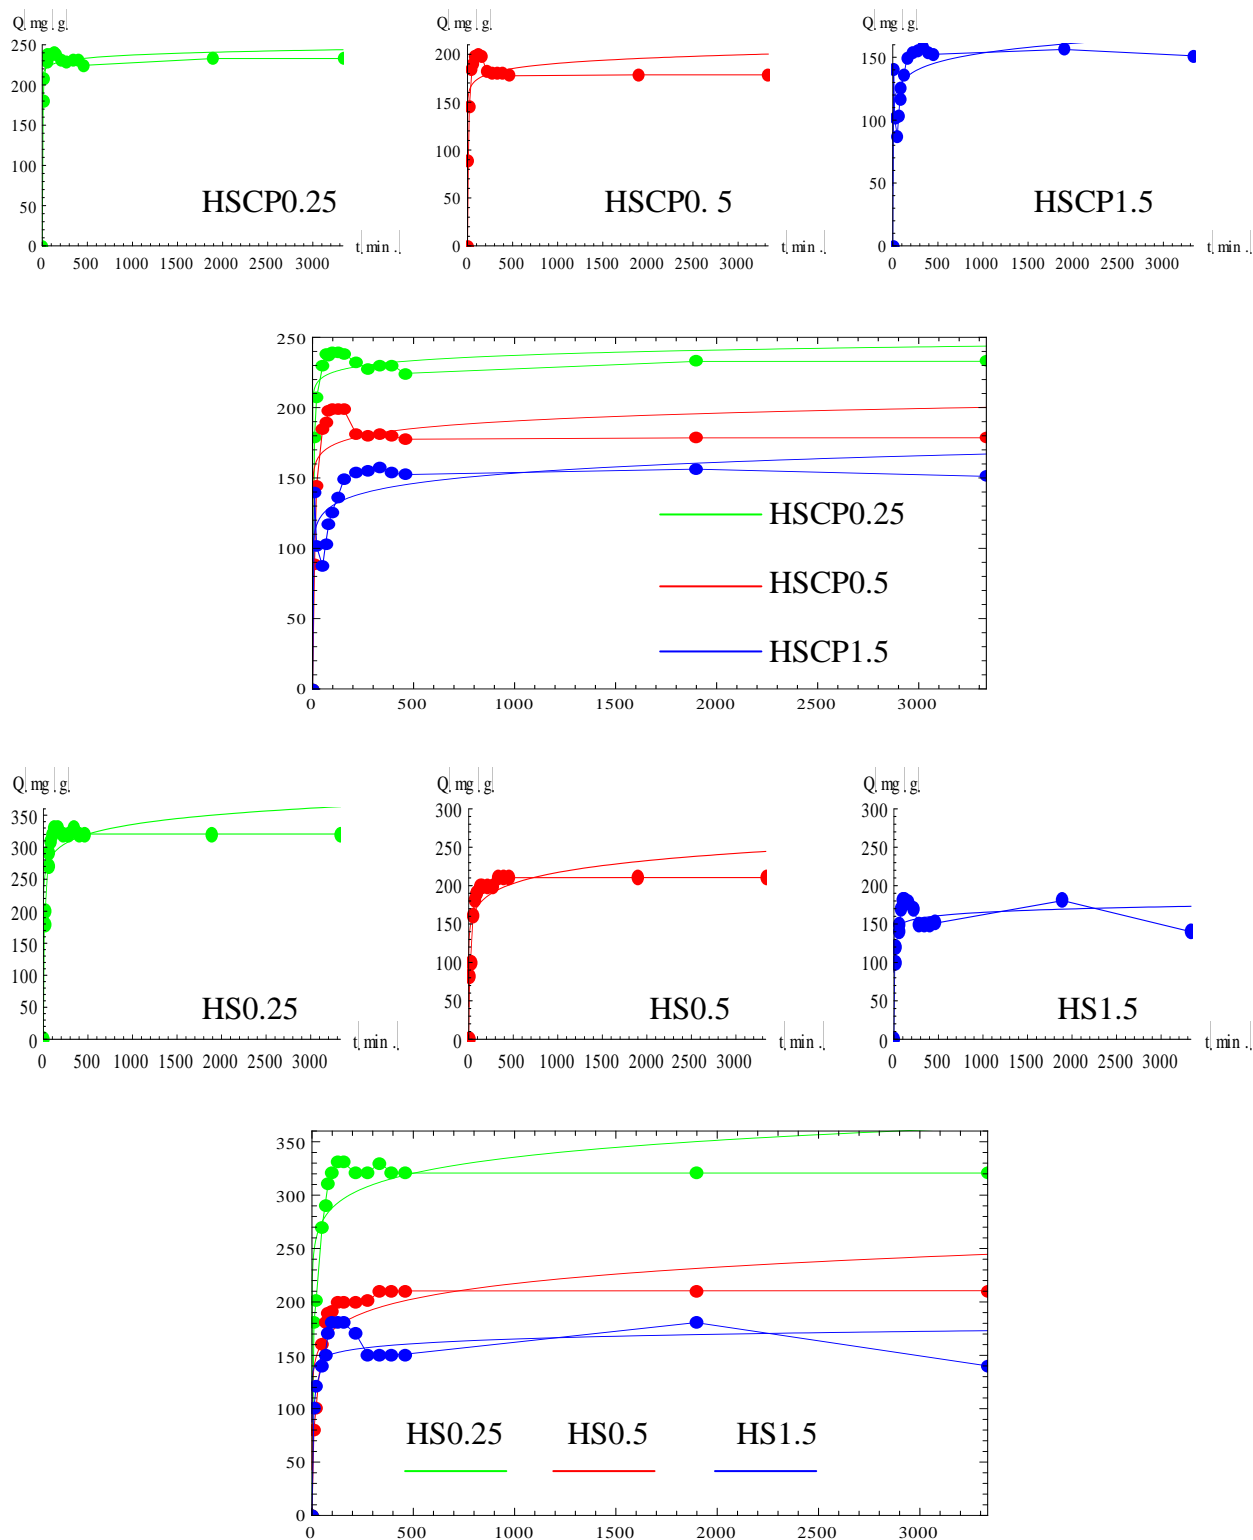 Q mg . g. Q mg . g. Q mg . g.
250 200 150
200 150
150 100
100 100
50 50 50
HSCP0.25 HSCP0. 5 HSCP1.5
0 t min . 0 t min . 0 t min .
0 500 1000 1500 2000 2500 3000 0 500 1000 1500 2000 2500 3000 0 500 1000 1500 2000 2500 3000
250
200
150
HSCP0.25
100
HSCP0.5
50
HSCP1.5
0
0 500 1000 1500 2000 2500 3000
Q mg . g. Q mg . g. Q mg . g.
350 300 300
300 250 250
250 200 200
200 150 150
150 100 100
100
50 50 50
HS0.25 HS0.5 HS1.5
0 t min . 0 t min . 0 t min .
0 500 1000 1500 2000 2500 3000 0 500 1000 1500 2000 2500 3000 0 500 1000 1500 2000 2500 3000
350
300
250
200
150
100
HS0.25 HS0.5 HS1.5
50
0
0 500 1000 1500 2000 2500 3000